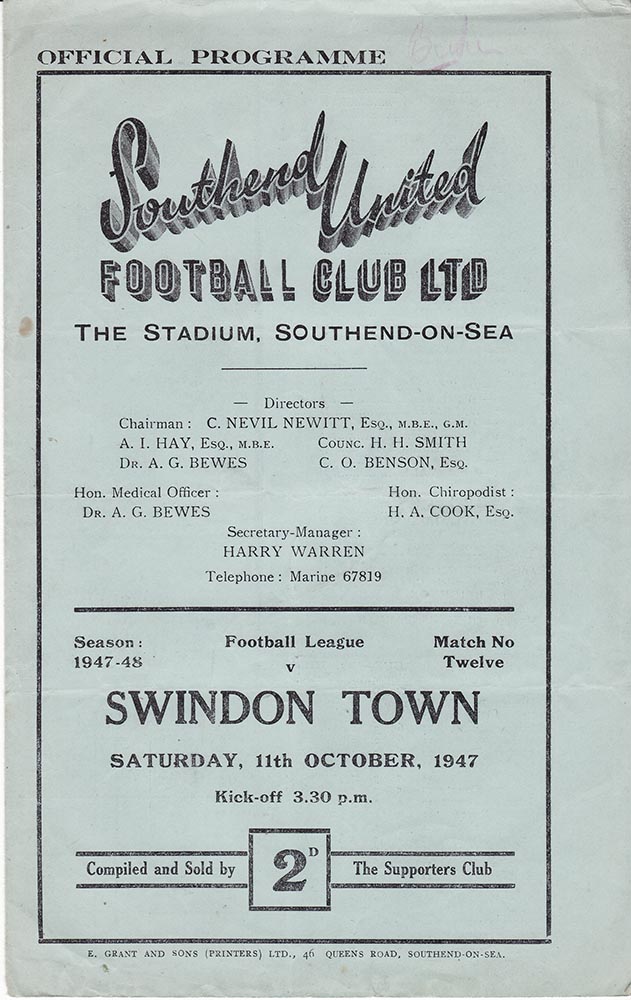 OFFICIAL PROGRAMME
Southend United
FOOTBALL CLUB LTD
THE STADIUM, SOUTHEND-ON-SEA
— Directors —
Chairman : C. NEVIL NEWITT, ESQ., M.B.E., G.M.
A. I. HAY, ESQ., M.B.E. COUNC. H. H. SMITH
DR. A. G. BEWES C. O. BENSON, ESQ.
Hon. Medical Officer : Hon. Chiropodist :
DR. A. G. BEWES H. A. COOK, ESQ.
Secretary-Manager :
HARRY WARREN
Telephone : Marine 67819
Season : Football League Match No
1947-48 v Twelve
SWINDON TOWN
SATURDAY, 11th OCTOBER, 1947
Kick-off 3.30 p.m.
Compiled and Sold by 2D The Supporters Club
E. GRANT AND SONS (PRINTERS) LTD., 46 QUEENS ROAD, SOUTHEND-ON-SEA.